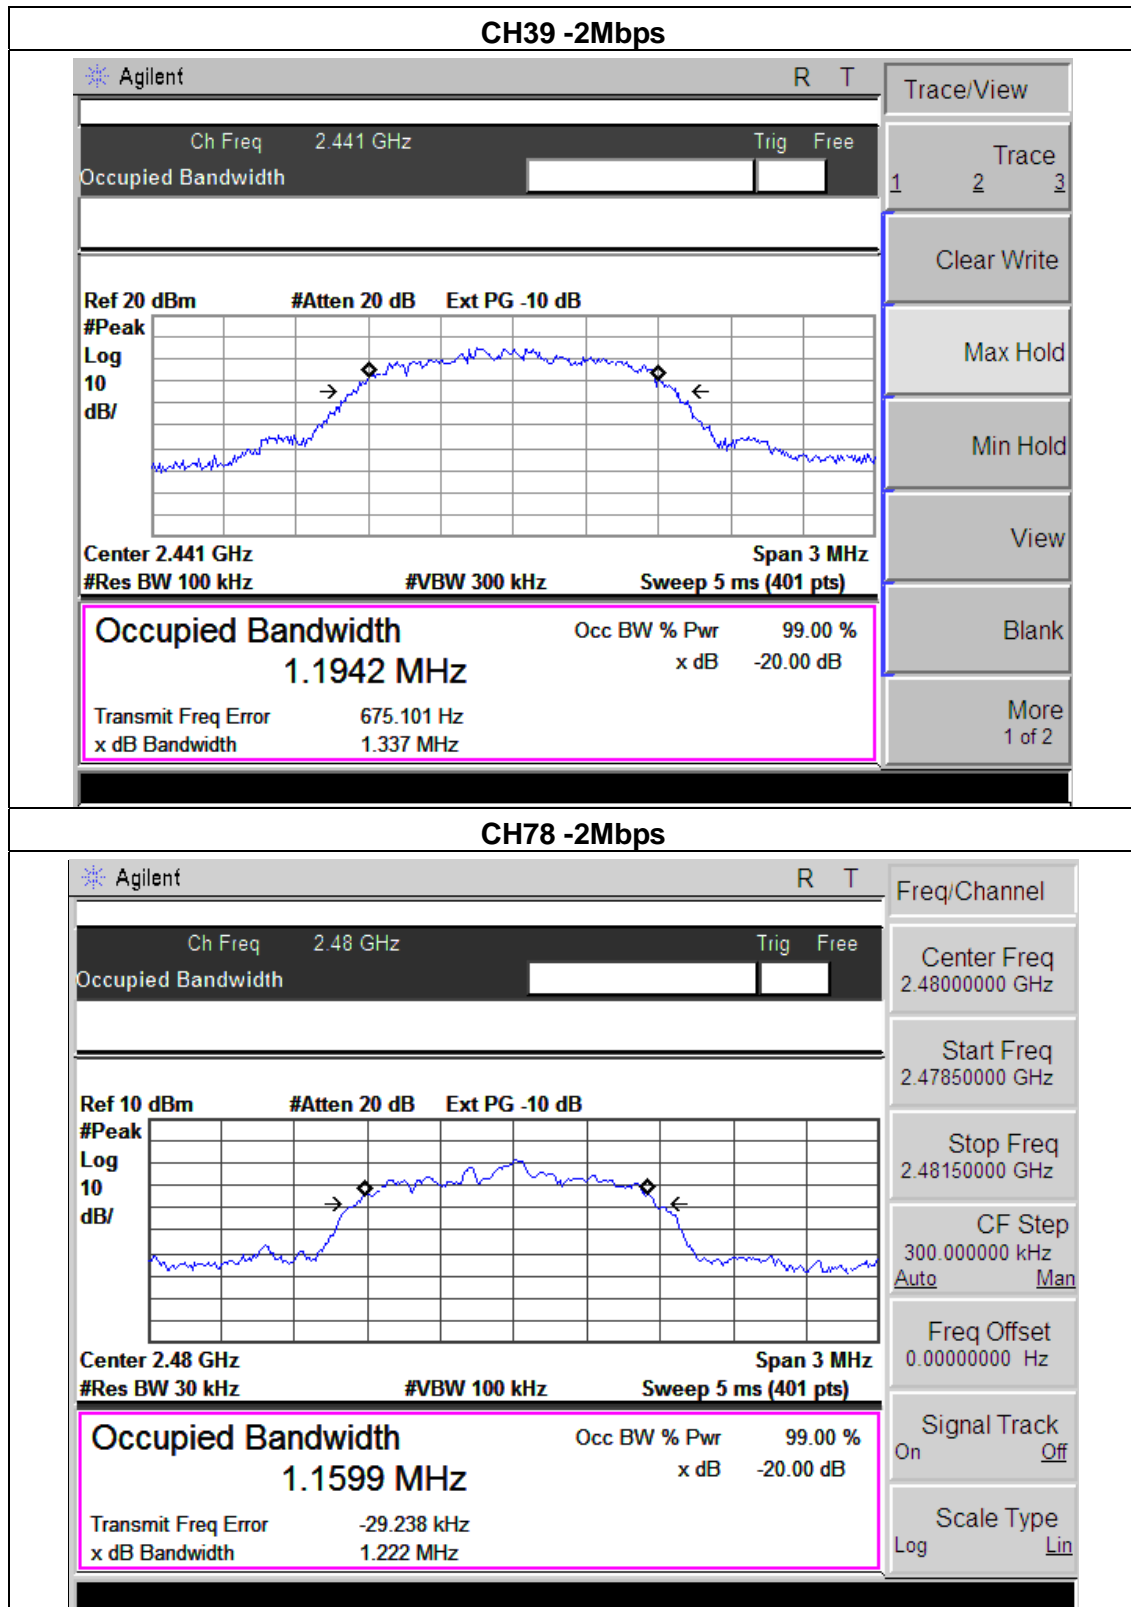 CH39 -2Mbps
Agilent R T
Trace/View
Ch Freq 2.441 GHz Trig Free
Occupied Bandwidth
Trace
1 2 3
Clear Write
Max Hold
Min Hold
View
Blank
More
1 of 2
Ref 20 dBm #Atten 20 dB Ext PG -10 dB
#Peak
Log
10
dB/
Center 2.441 GHz Span 3 MHz
#Res BW 100 kHz #VBW 300 kHz Sweep 5 ms (401 pts)
Occupied Bandwidth Occ BW % Pwr 99.00 %
1.1942 MHz x dB -20.00 dB
Transmit Freq Error 675.101 Hz
x dB Bandwidth 1.337 MHz
CH78 -2Mbps
Agilent R T
Freq/Channel
Ch Freq 2.48 GHz Trig Free
Occupied Bandwidth
Center Freq
2.48000000 GHz
Start Freq
2.47850000 GHz
Stop Freq
2.48150000 GHz
CF Step
300.000000 kHz
Auto Man
Freq Offset
0.00000000 Hz
Signal Track
On Off
Scale Type
Log Lin
Ref 10 dBm #Atten 20 dB Ext PG -10 dB
#Peak
Log
10
dB/
Center 2.48 GHz Span 3 MHz
#Res BW 30 kHz #VBW 100 kHz Sweep 5 ms (401 pts)
Occupied Bandwidth Occ BW % Pwr 99.00 %
1.1599 MHz x dB -20.00 dB
Transmit Freq Error -29.238 kHz
x dB Bandwidth 1.222 MHz